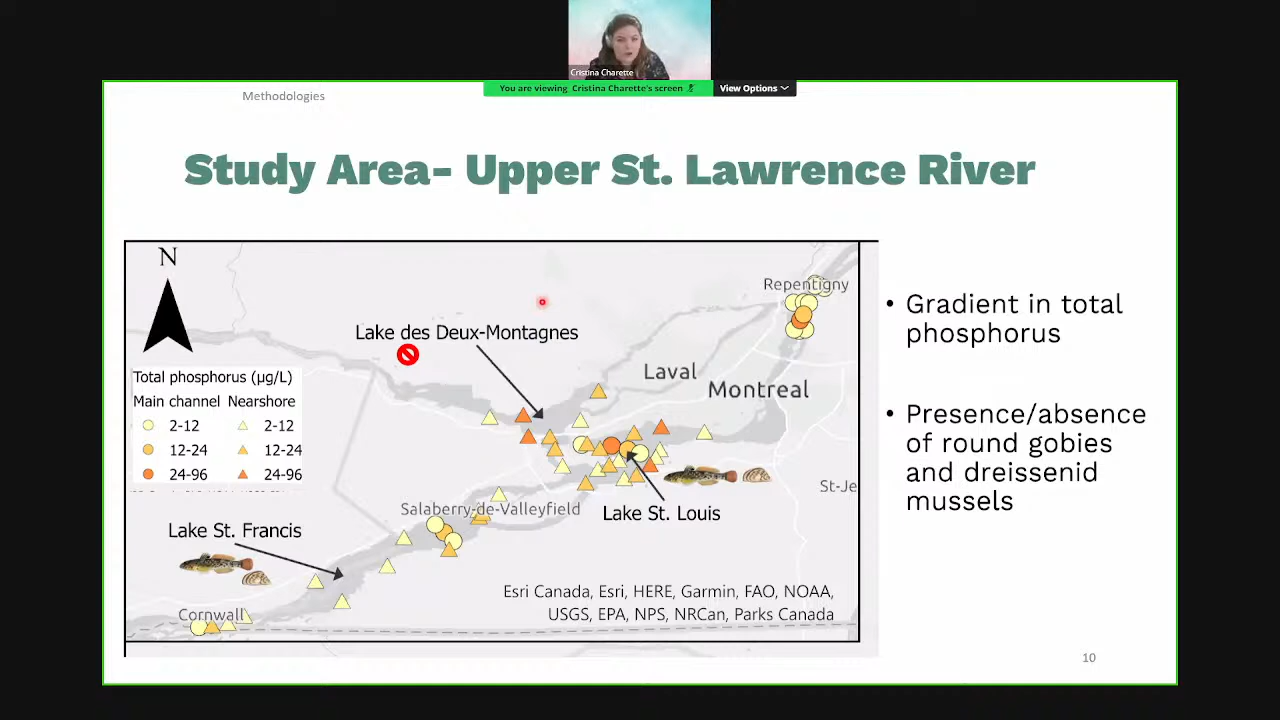 Cristina Charette
You are viewing Cristina Charette's screen
View Options
Methodologies
Study Area- Upper St. Lawrence River
N
Repentigny
Lake des Deux-Montagnes
Laval
Montreal
Total phosphorus (µg/L)
Main channel Nearshore
2-12 2-12
12-24 12-24
24-96 24-96
St-Je
Salaberry-de-Valleyfield
Lake St. Louis
Lake St. Francis
Cornwall
Esri Canada, Esri, HERE, Garmin, FAO, NOAA,
USGS, EPA, NPS, NRCan, Parks Canada
• Gradient in total
phosphorus
• Presence/absence
of round gobies
and dreissenid
mussels
10